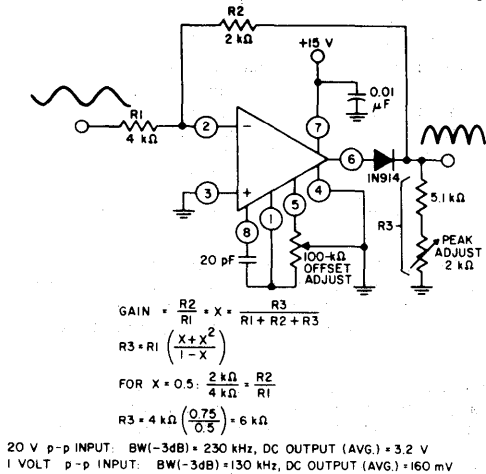 R2
2 kΩ
+15 V
0.01
μF
R1
4 kΩ
2
-
7
6
1N914
3
+
4
5
1
8
20 pF
100-kΩ
OFFSET
ADJUST
R3
5.1 kΩ
PEAK
ADJUST
2 kΩ
GAIN = R2/R1 = X = R3/(R1 + R2 + R3)
R3 = R1 ((X + X²)/(1 - X))
FOR X = 0.5: 2 kΩ/4 kΩ = R2/R1
R3 = 4 kΩ (0.75/0.5) = 6 kΩ
20 V p-p INPUT: BW(-3dB) = 230 kHz, DC OUTPUT (AVG.) = 3.2 V
1 VOLT p-p INPUT: BW(-3dB) = 130 kHz, DC OUTPUT (AVG.) = 160 mV